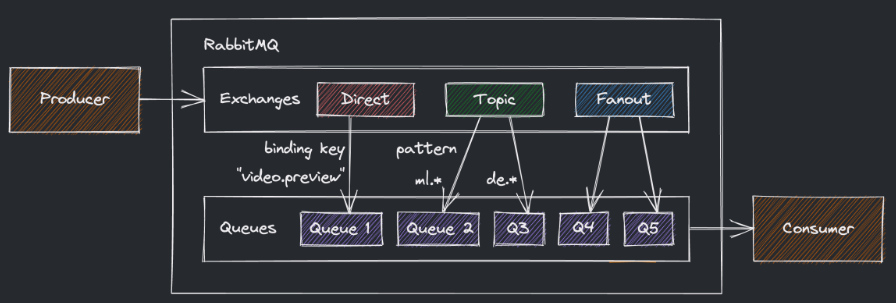 RabbitMQ
Producer
Exchanges
Direct
Topic
Fanout
binding key
"video.preview"
pattern
ml.*
de.*
Queues
Queue 1
Queue 2
Q3
Q4
Q5
Consumer